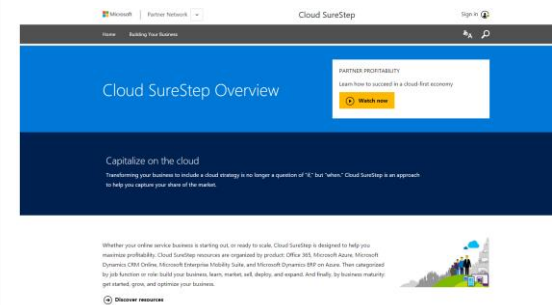 Microsoft Partner Network Cloud SureStep Sign in
Home Building Your Business
PARTNER PROFITABILITY
Learn how to succeed in a cloud-first economy
Watch now
Cloud SureStep Overview
Capitalize on the cloud
Transforming your business to include a cloud strategy is no longer a question of "if," but "when." Cloud SureStep is an approach
to help you capture your share of the market.
Whether your online service business is starting out, or ready to scale, Cloud SureStep is designed to help you
maximize profitability. Cloud SureStep resources are organized by product: Office 365, Microsoft Azure, Microsoft
Dynamics CRM Online, Microsoft Enterprise Mobility Suite, and Microsoft Dynamics ERP on Azure. Then categorized
by job function or role: build your business, learn, market, sell, deploy, and expand. And finally, by business maturity:
get started, grow, and optimize your business.
Discover resources